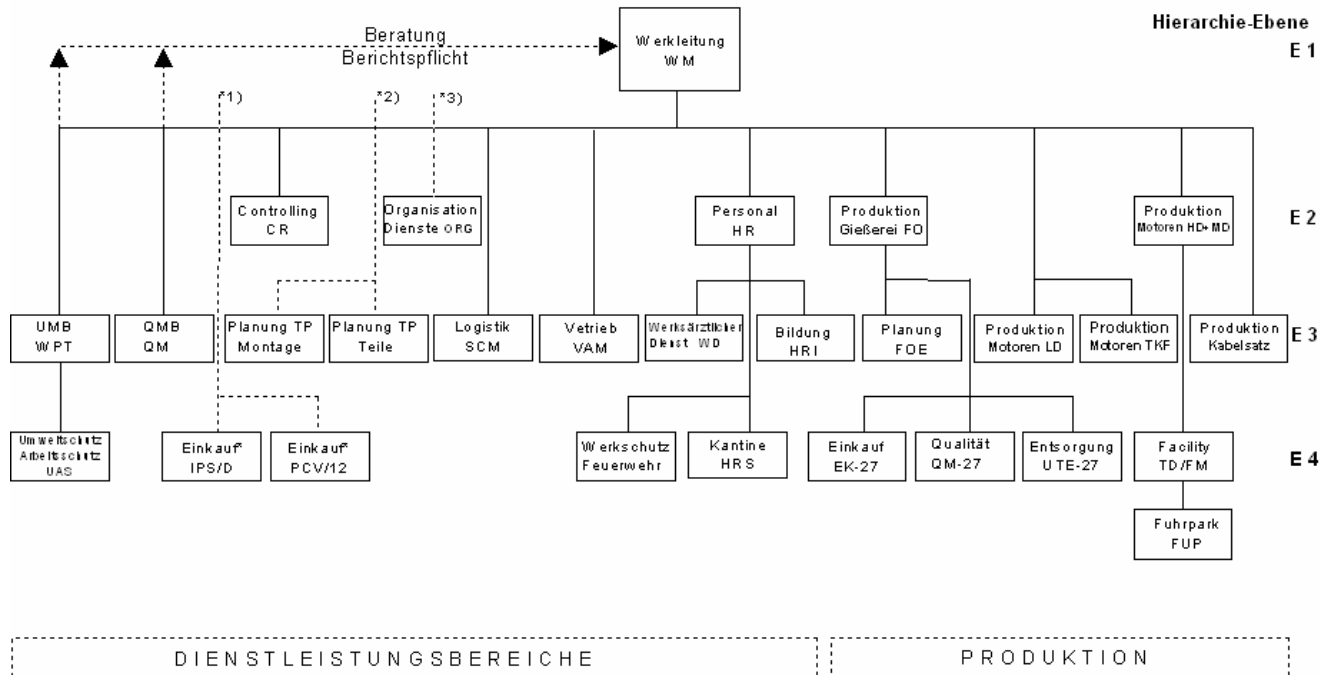 Hierarchie-Ebene
E 1
Beratung
Berichtspflicht
Werkleitung
WM
*1)
*2)
*3)
Controlling
CR
Organisation
Dienste ORG
Personal
HR
Produktion
Gießerei FO
Produktion
Motoren HD+MD
E 2
UMB
WPT
QMB
QM
Planung TP
Montage
Planung TP
Teile
Logistik
SCM
Vetrieb
VAM
Werksärztlicher
Dienst WD
Bildung
HRI
Planung
FOE
Produktion
Motoren LD
Produktion
Motoren TKF
Produktion
Kabelsatz
E 3
Umweltschutz
Arbeitsschutz
UAS
Einkauf*
IPS/D
Einkauf*
PCV/12
Werkschutz
Feuerwehr
Kantine
HRS
Einkauf
EK-27
Qualität
QM-27
Entsorgung
UTE-27
Facility
TD/FM
E 4
Fuhrpark
FUP
DIENSTLEISTUNGSBEREICHE
PRODUKTION